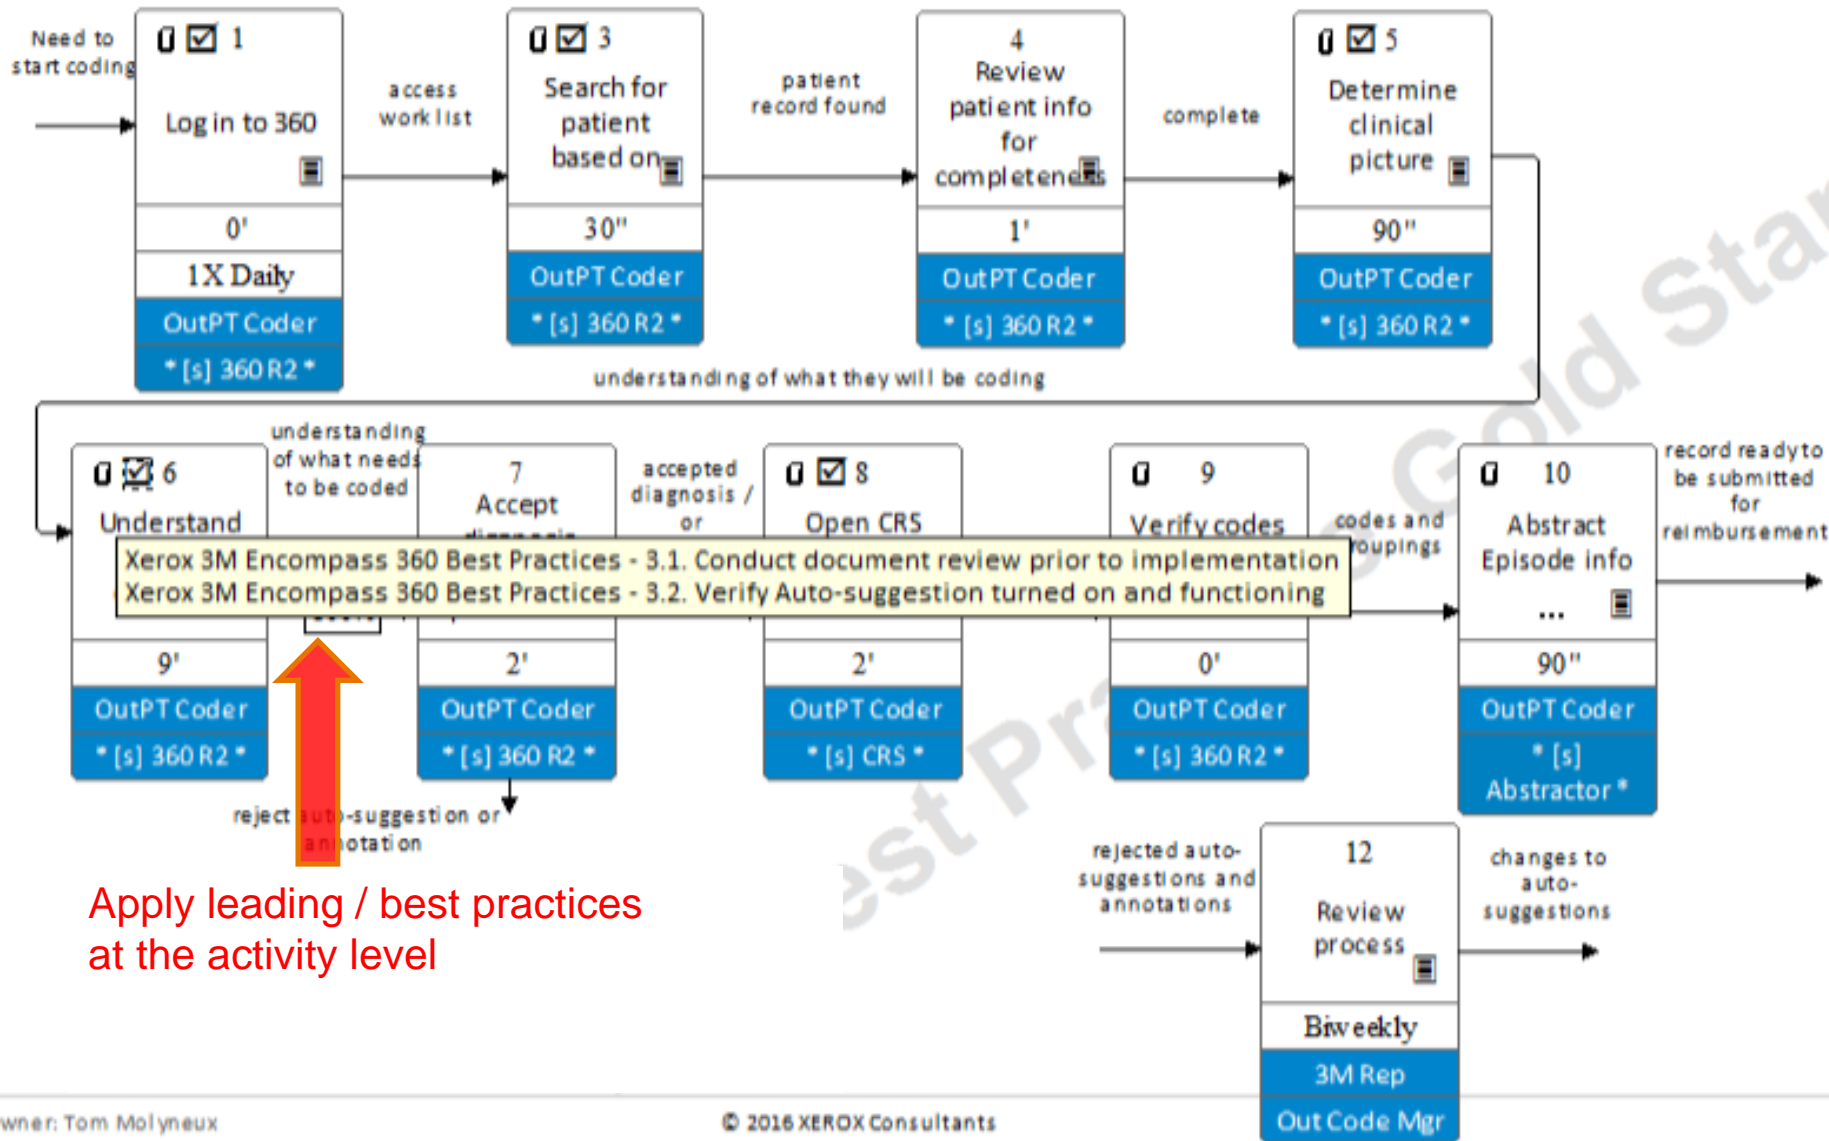 Need to
start coding
1
Log in to 360
0'
1X Daily
OutPT Coder
* [s] 360 R2 *
access
work list
3
Search for
patient
based on
30"
OutPT Coder
* [s] 360 R2 *
patient
record found
4
Review
patient info
for
completeness
1'
OutPT Coder
* [s] 360 R2 *
complete
5
Determine
clinical
picture
90"
OutPT Coder
* [s] 360 R2 *
understanding of what they will be coding
6
Understand
9'
OutPT Coder
* [s] 360 R2 *
understanding
of what needs
to be coded
7
Accept
diagnosis
2'
OutPT Coder
* [s] 360 R2 *
reject auto-suggestion or
annotation
accepted
diagnosis /
or
8
Open CRS
2'
OutPT Coder
* [s] CRS *
9
Verify codes
0'
OutPT Coder
* [s] 360 R2 *
codes and
groupings
10
Abstract
Episode info
...
90"
OutPT Coder
* [s]
Abstractor *
record ready to
be submitted
for
reimbursement
Xerox 3M Encompass 360 Best Practices - 3.1. Conduct document review prior to implementation
Xerox 3M Encompass 360 Best Practices - 3.2. Verify Auto-suggestion turned on and functioning
Apply leading / best practices
at the activity level
rejected auto-
suggestions and
annotations
12
Review
process
Biweekly
3M Rep
Out Code Mgr
changes to
auto-
suggestions
wner: Tom Molyneux
© 2016 XEROX Consultants
est Pra s Gold Star